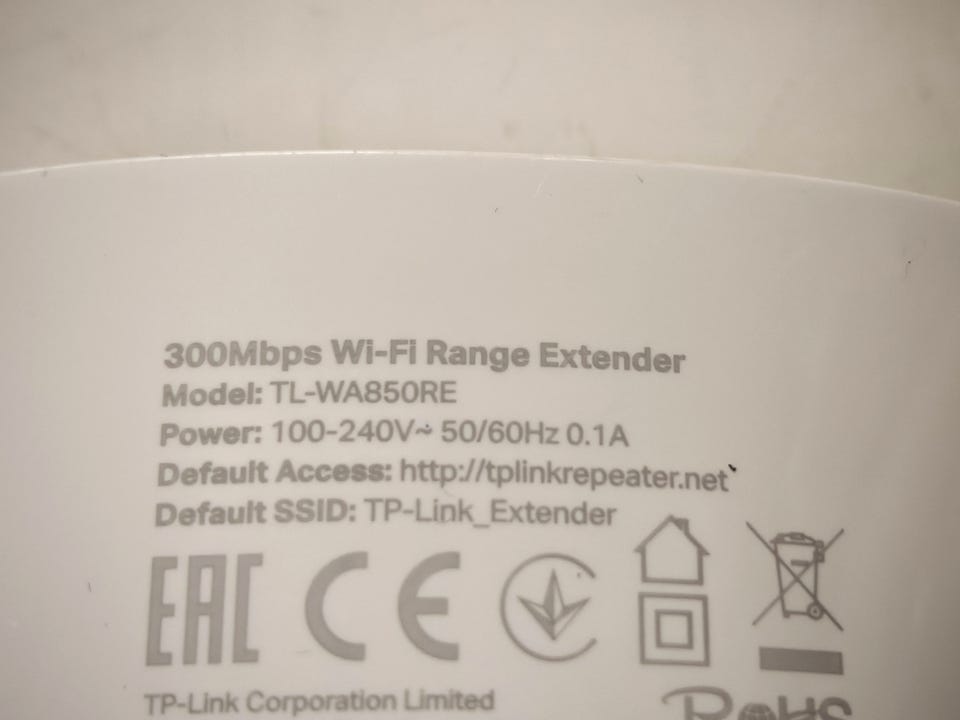 300Mbps Wi-Fi Range Extender
Model: TL-WA850RE
Power: 100-240V~ 50/60Hz 0.1A
Default Access: http://tplinkrepeater.net
Default SSID: TP-Link_Extender
EAC CE
TP-Link Corporation Limited
RoHS